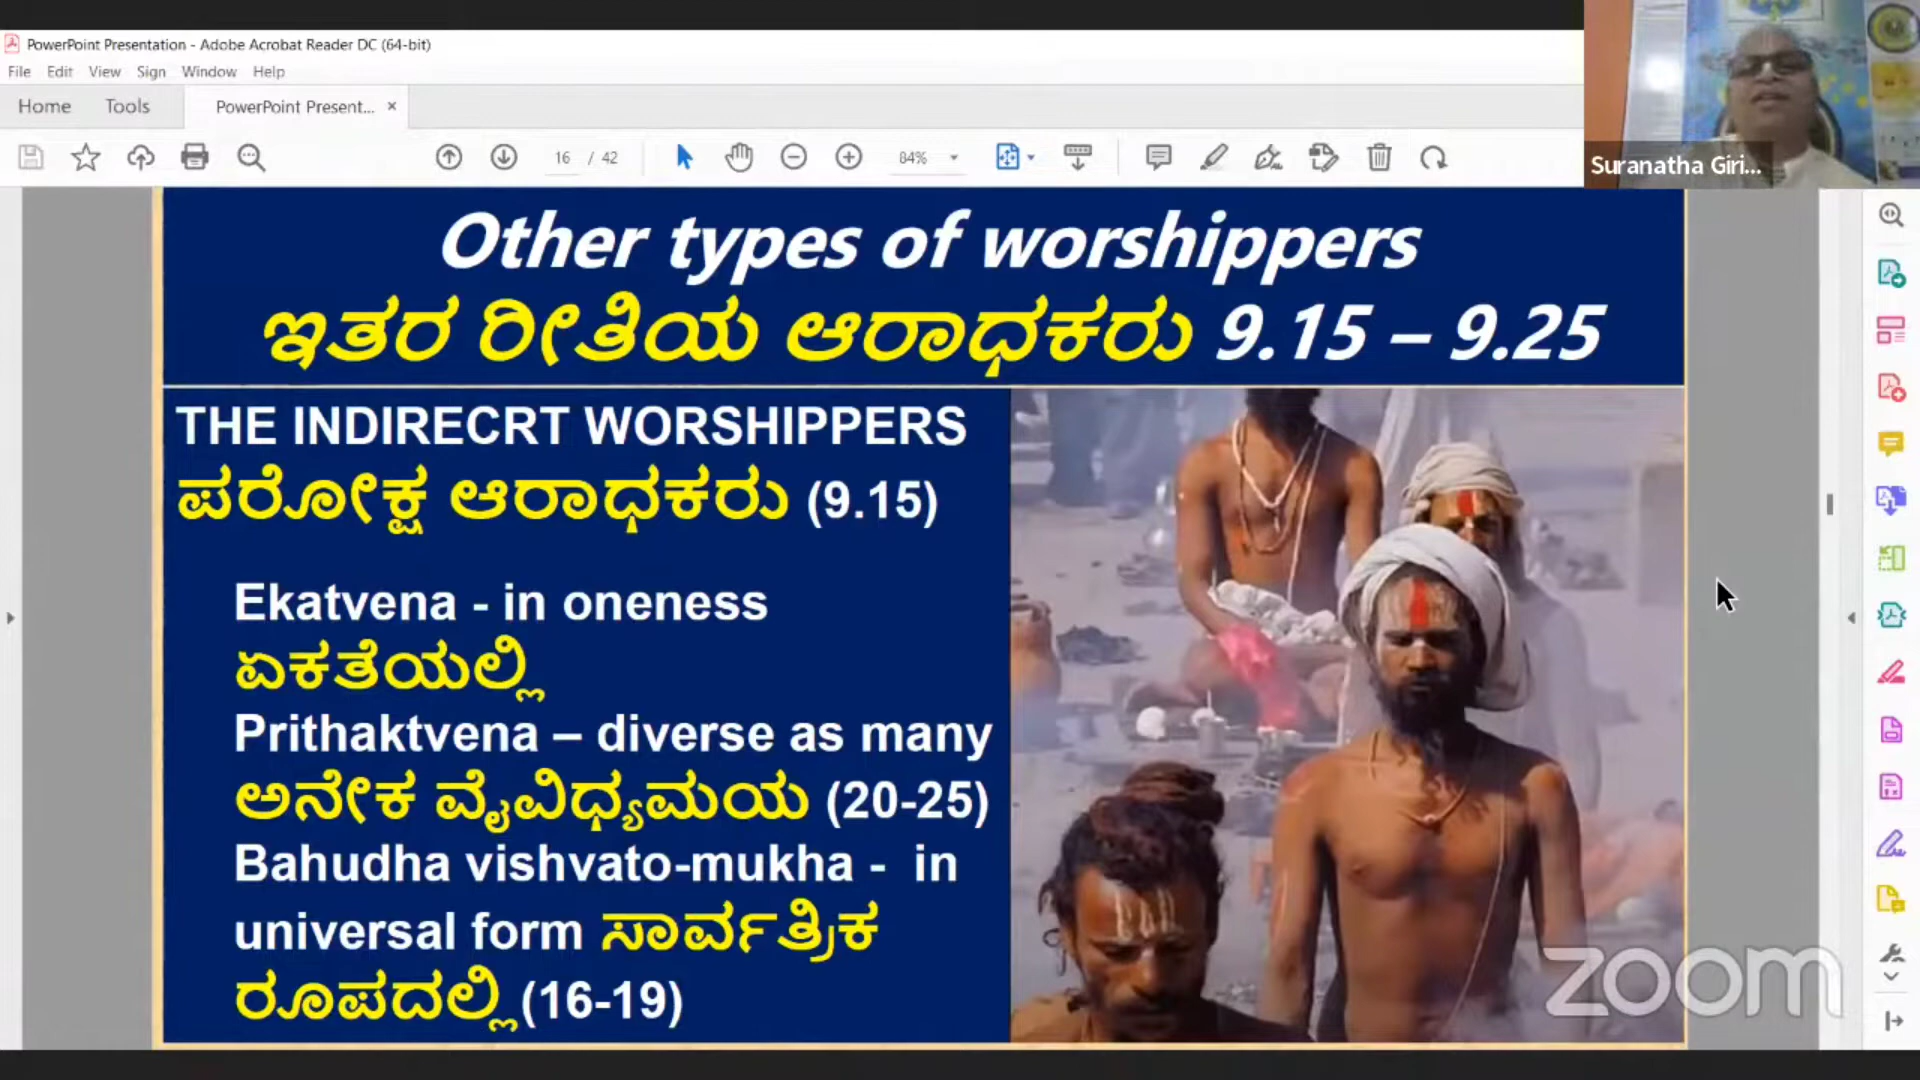 PowerPoint Presentation - Adobe Acrobat Reader DC (64-bit)
File Edit View Sign Window Help
Home Tools PowerPoint Present... ×
16 / 42 84%
Suranatha Giri...
Other types of worshippers
ಇತರ ರೀತಿಯ ಆರಾಧಕರು 9.15 – 9.25
THE INDIRECRT WORSHIPPERS
ಪರೋಕ್ಷ ಆರಾಧಕರು (9.15)
Ekatvena - in oneness
ಏಕತೆಯಲ್ಲಿ
Prithaktvena – diverse as many
ಅನೇಕ ವೈವಿಧ್ಯಮಯ (20-25)
Bahudha vishvato-mukha - in
universal form ಸಾರ್ವತ್ರಿಕ
ರೂಪದಲ್ಲಿ (16-19)
zoom